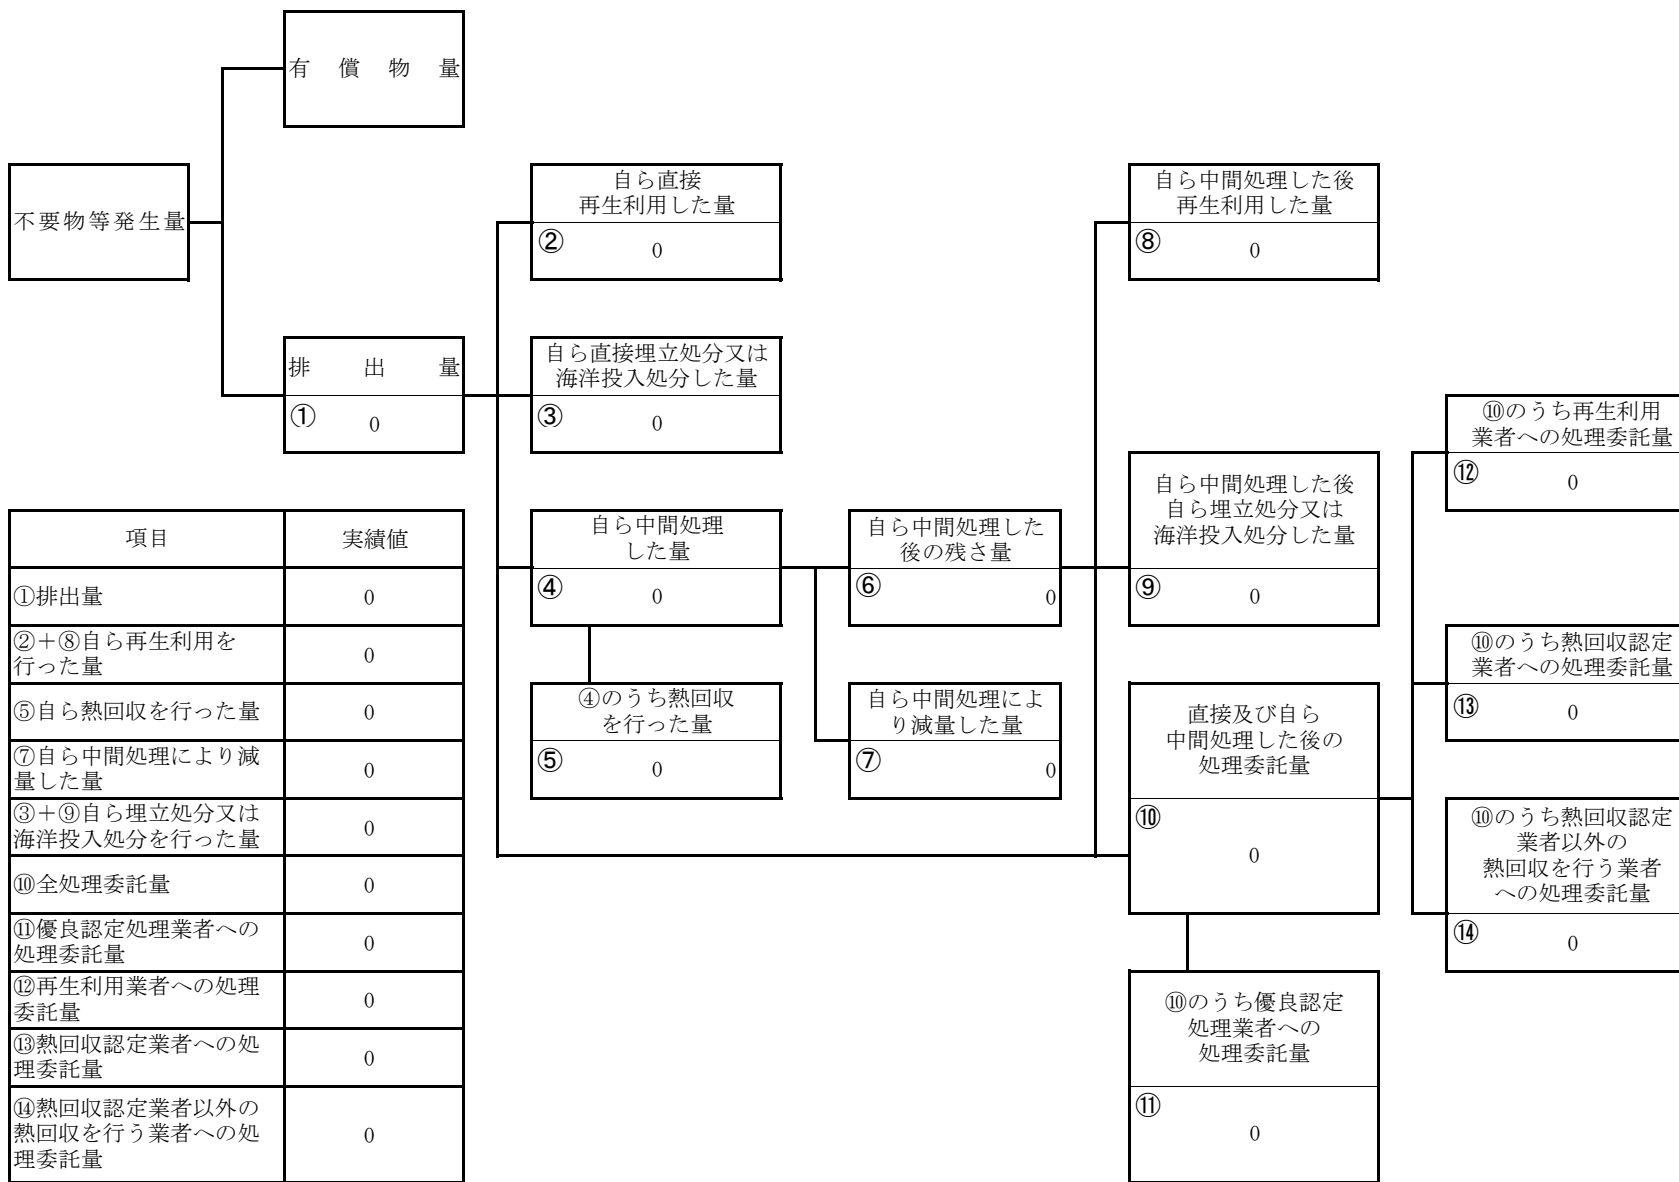 有償物量
不要物等発生量
自ら直接
再生利用した量
② 0
自ら中間処理した後
再生利用した量
⑧ 0
排出量
① 0
自ら直接埋立処分又は
海洋投入処分した量
③ 0
⑩のうち再生利用
業者への処理委託量
⑫ 0
自ら中間処理した後
自ら埋立処分又は
海洋投入処分した量
⑨ 0
自ら中間処理
した量
④ 0
自ら中間処理した
後の残さ量
⑥ 0
⑩のうち熱回収認定
業者への処理委託量
⑬ 0
④のうち熱回収
を行った量
⑤ 0
自ら中間処理によ
り減量した量
⑦ 0
直接及び自ら
中間処理した後の
処理委託量
⑩
0
⑩のうち熱回収認定
業者以外の
熱回収を行う業者
への処理委託量
⑭ 0
⑩のうち優良認定
処理業者への
処理委託量
⑪
0
項目 実績値
①排出量 0
②+⑧自ら再生利用を
行った量 0
⑤自ら熱回収を行った量 0
⑦自ら中間処理により減
量した量 0
③+⑨自ら埋立処分又は
海洋投入処分を行った量 0
⑩全処理委託量 0
⑪優良認定処理業者への
処理委託量 0
⑫再生利用業者への処理
委託量 0
⑬熱回収認定業者への処
理委託量 0
⑭熱回収認定業者以外の
熱回収を行う業者への処
理委託量 0